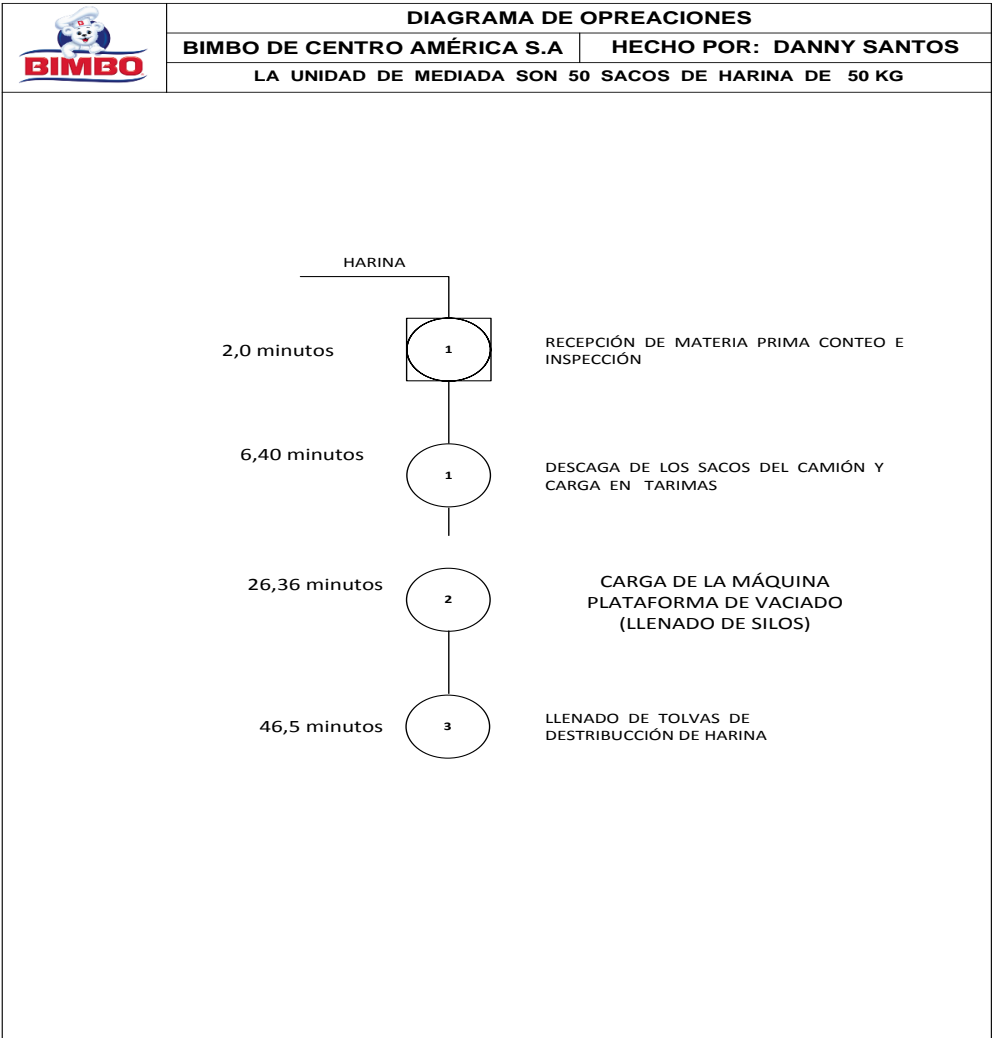 BIMBO
DIAGRAMA DE OPREACIONES
BIMBO DE CENTRO AMÉRICA S.A
HECHO POR: DANNY SANTOS
LA UNIDAD DE MEDIADA SON 50 SACOS DE HARINA DE 50 KG
HARINA
2,0 minutos
1
RECEPCIÓN DE MATERIA PRIMA CONTEO E
INSPECCIÓN
6,40 minutos
1
DESCAGA DE LOS SACOS DEL CAMIÓN Y
CARGA EN TARIMAS
26,36 minutos
2
CARGA DE LA MÁQUINA
PLATAFORMA DE VACIADO
(LLENADO DE SILOS)
46,5 minutos
3
LLENADO DE TOLVAS DE
DESTRIBUCCIÓN DE HARINA